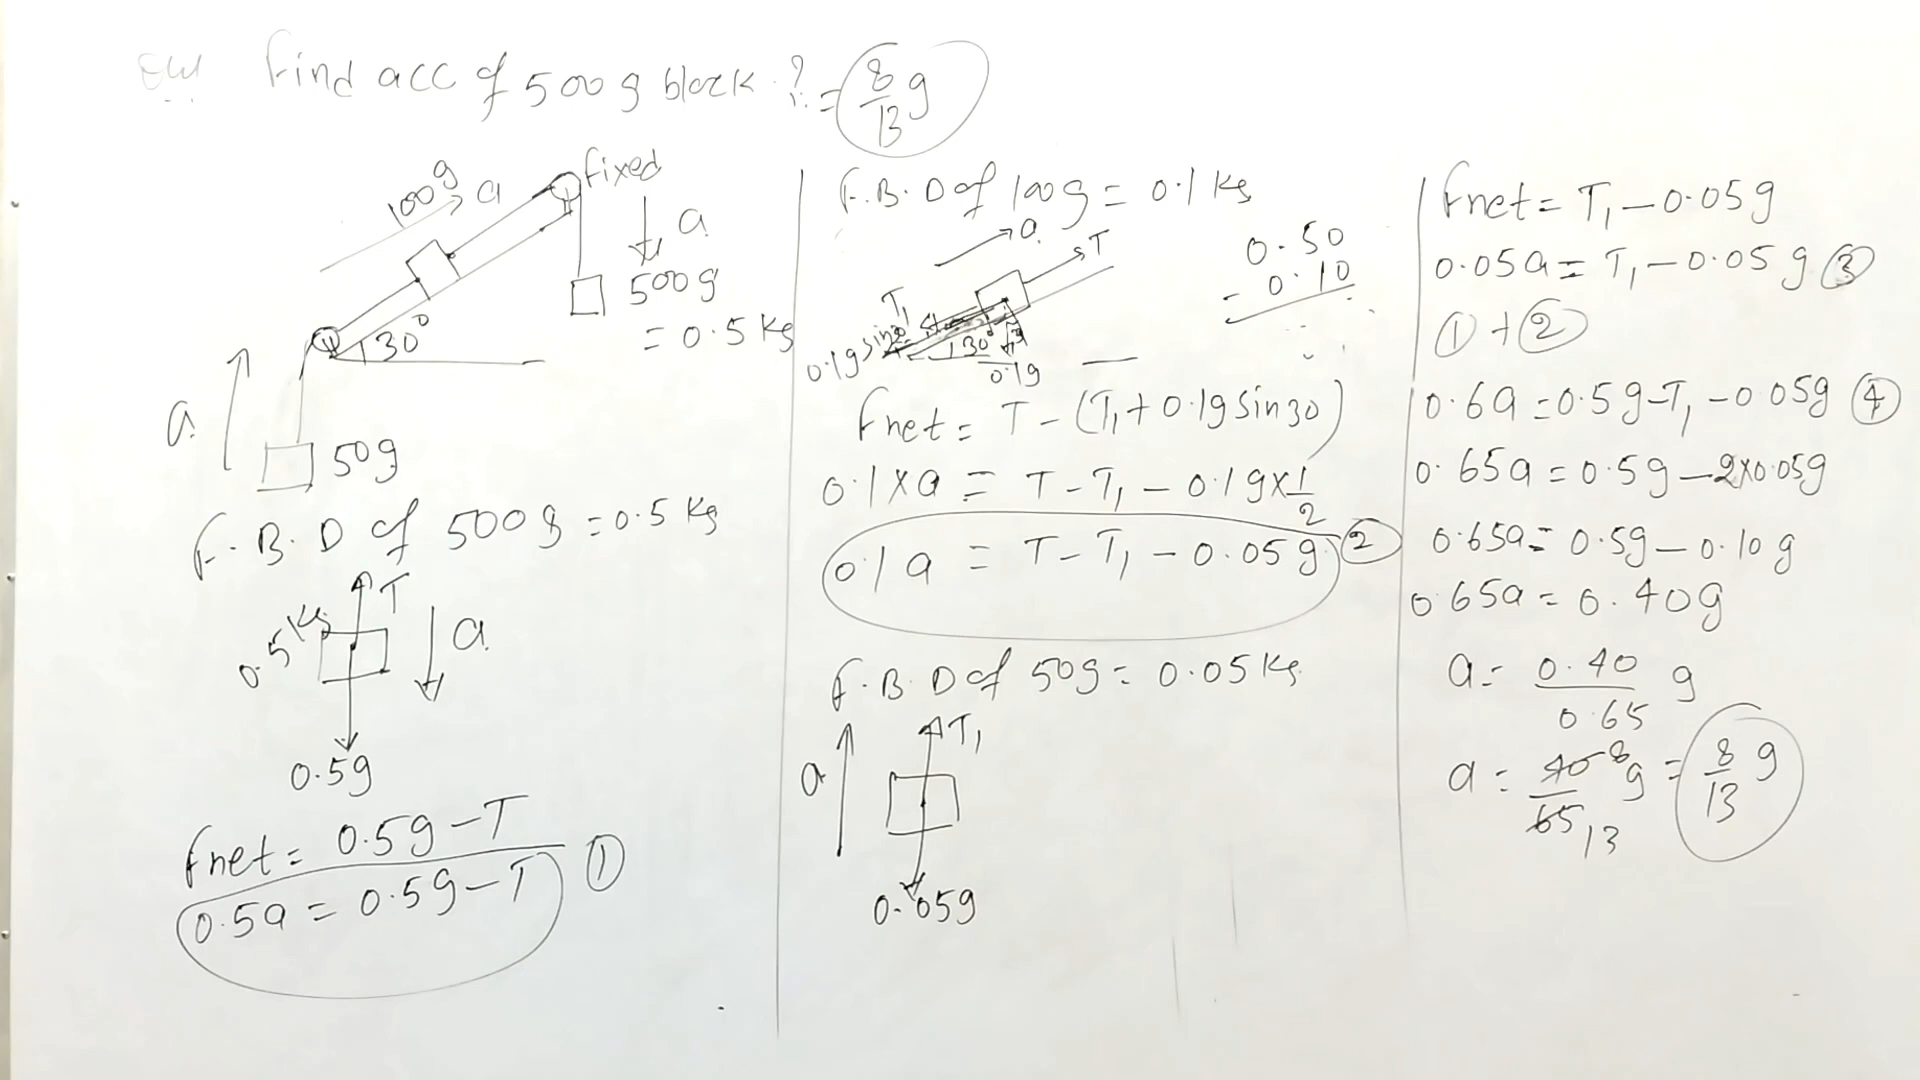 find acc of 500g block ? = 8/13 g
fixed
100g
a
a
500g
= 0.5 kg
30°
a
50g
F.B.D of 500g = 0.5 kg
T
0.5 kg
a
0.5g
Fnet = 0.5g - T
0.5a = 0.5g - T ①
F.B.D of 100g = 0.1 kg
a
T
T₁
0.1g sin30
30°
0.1g
0.50
- 0.10
Fnet = T - (T₁ + 0.1g sin30)
0.1 x a = T - T₁ - 0.1g x 1/2
0.1a = T - T₁ - 0.05g ②
F.B.D of 50g = 0.05 kg
T₁
a
0.05g
Fnet = T₁ - 0.05g
0.05a = T₁ - 0.05g ③
① + ②
0.6a = 0.5g - T₁ - 0.05g ④
0.65a = 0.5g - 2x0.05g
0.65a = 0.5g - 0.10g
0.65a = 0.40g
a = 0.40/0.65 g
a = 40 8/65 13 g = 8/13 g